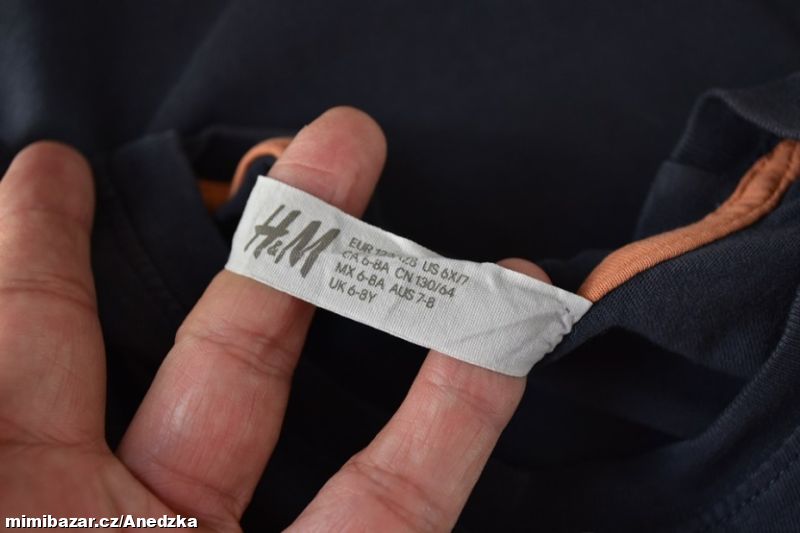 H&M
EUR 122/128 US 6X/7
CA 6-8A CN 130/64
MX 6-8A AUS 7-8
UK 6-8Y
mimibazar.cz/Anedzka